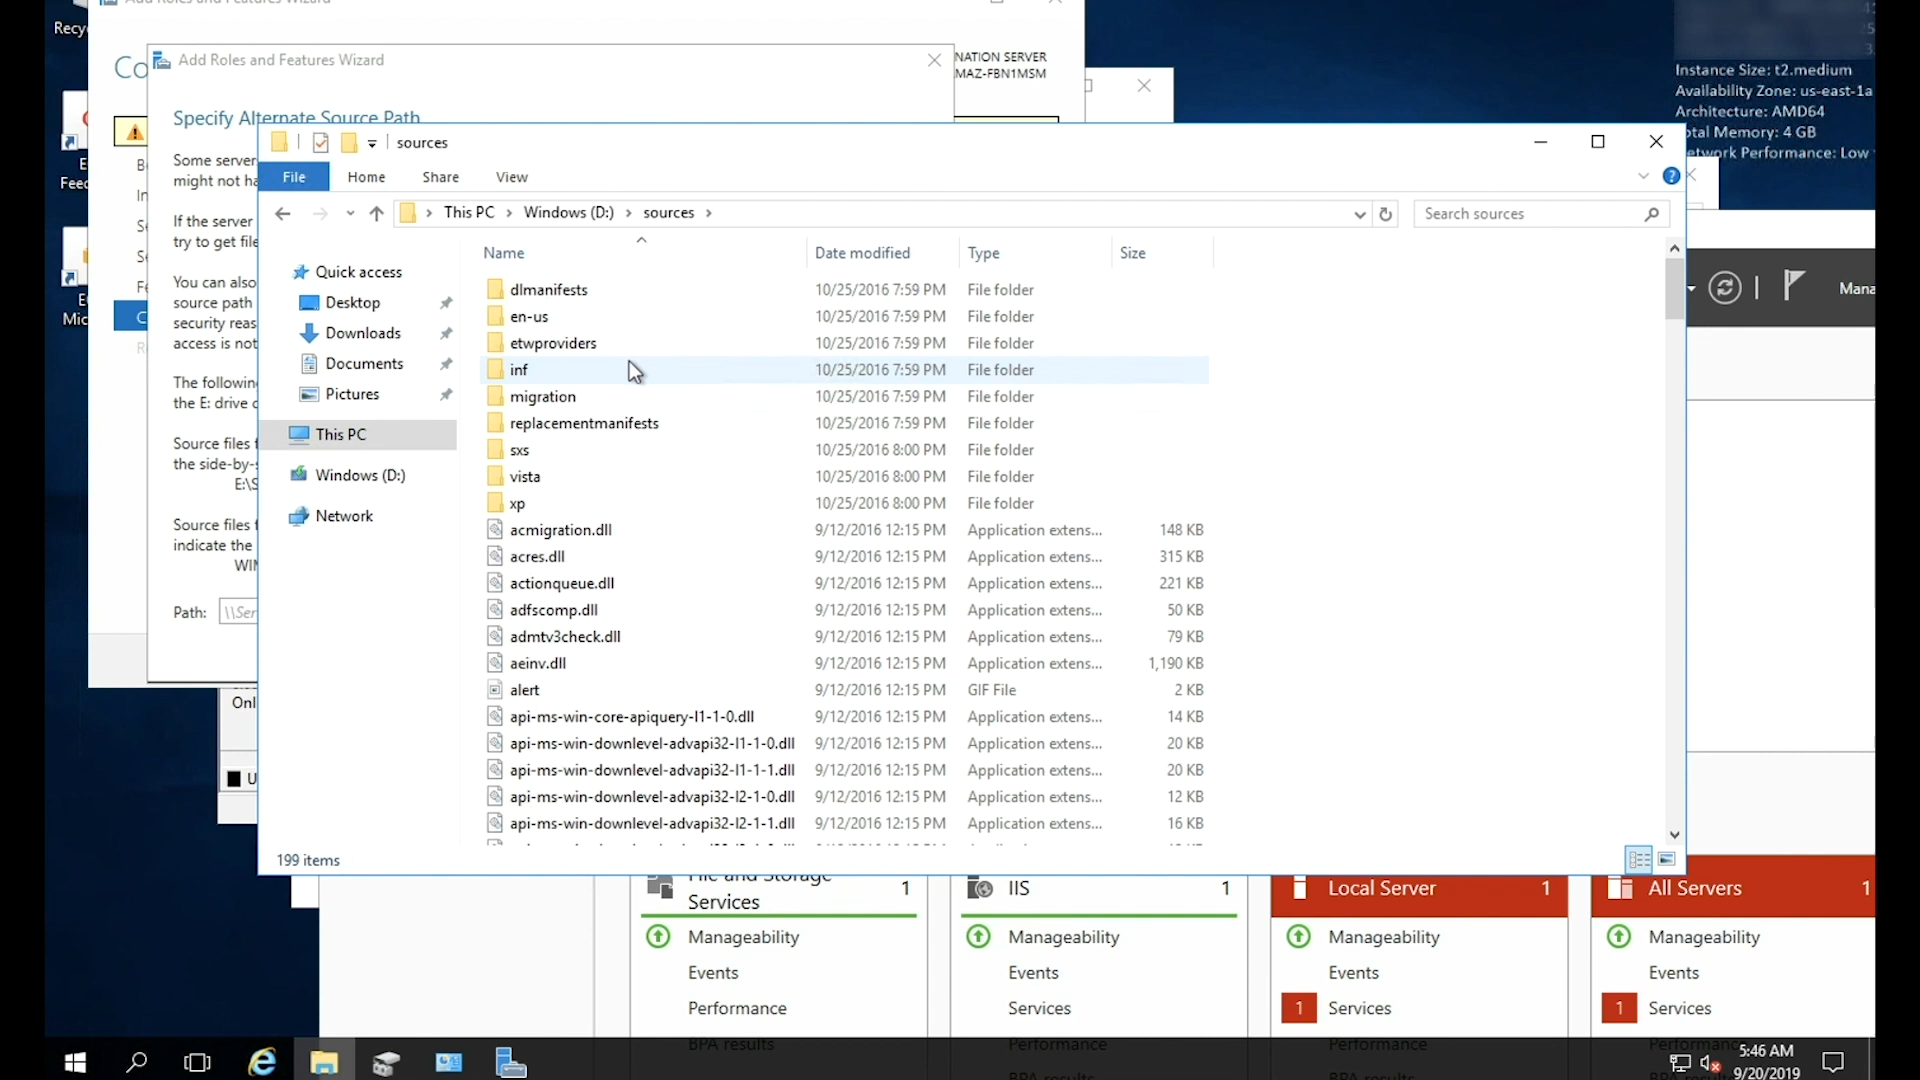 Recy
Add Roles and Features Wizard
Co
Add Roles and Features Wizard
NATION SERVER
MAZ-FBN1MSM
Instance Size: t2.medium
Availability Zone: us-east-1a
Architecture: AMD64
otal Memory: 4 GB
etwork Performance: Low
Specify Alternate Source Path
Some server
might not ha
If the server
try to get file
You can also
source path
security reas
access is not
The followin
the E: drive
Source files f
the side-by-s
E:\S
Source files f
indicate the
WIM
Path: \\Ser
Feed
Mic
Onl
sources
File Home Share View
This PC > Windows (D:) > sources >
Search sources
Quick access
Desktop
Downloads
Documents
Pictures
This PC
Windows (D:)
Network
Name Date modified Type Size
dlmanifests 10/25/2016 7:59 PM File folder
en-us 10/25/2016 7:59 PM File folder
etwproviders 10/25/2016 7:59 PM File folder
inf 10/25/2016 7:59 PM File folder
migration 10/25/2016 7:59 PM File folder
replacementmanifests 10/25/2016 7:59 PM File folder
sxs 10/25/2016 8:00 PM File folder
vista 10/25/2016 8:00 PM File folder
xp 10/25/2016 8:00 PM File folder
acmigration.dll 9/12/2016 12:15 PM Application extens... 148 KB
acres.dll 9/12/2016 12:15 PM Application extens... 315 KB
actionqueue.dll 9/12/2016 12:15 PM Application extens... 221 KB
adfscomp.dll 9/12/2016 12:15 PM Application extens... 50 KB
admtv3check.dll 9/12/2016 12:15 PM Application extens... 79 KB
aeinv.dll 9/12/2016 12:15 PM Application extens... 1,190 KB
alert 9/12/2016 12:15 PM GIF File 2 KB
api-ms-win-core-apiquery-l1-1-0.dll 9/12/2016 12:15 PM Application extens... 14 KB
api-ms-win-downlevel-advapi32-l1-1-0.dll 9/12/2016 12:15 PM Application extens... 20 KB
api-ms-win-downlevel-advapi32-l1-1-1.dll 9/12/2016 12:15 PM Application extens... 20 KB
api-ms-win-downlevel-advapi32-l2-1-0.dll 9/12/2016 12:15 PM Application extens... 12 KB
api-ms-win-downlevel-advapi32-l2-1-1.dll 9/12/2016 12:15 PM Application extens... 16 KB
199 items
Mana
File and Storage
Services 1
Manageability
Events
Performance
BPA results
IIS 1
Manageability
Events
Services
Performance
BPA results
Local Server 1
Manageability
Events
1 Services
Performance
BPA results
All Servers 1
Manageability
Events
1 Services
Performance
BPA results
5:46 AM
9/20/2019